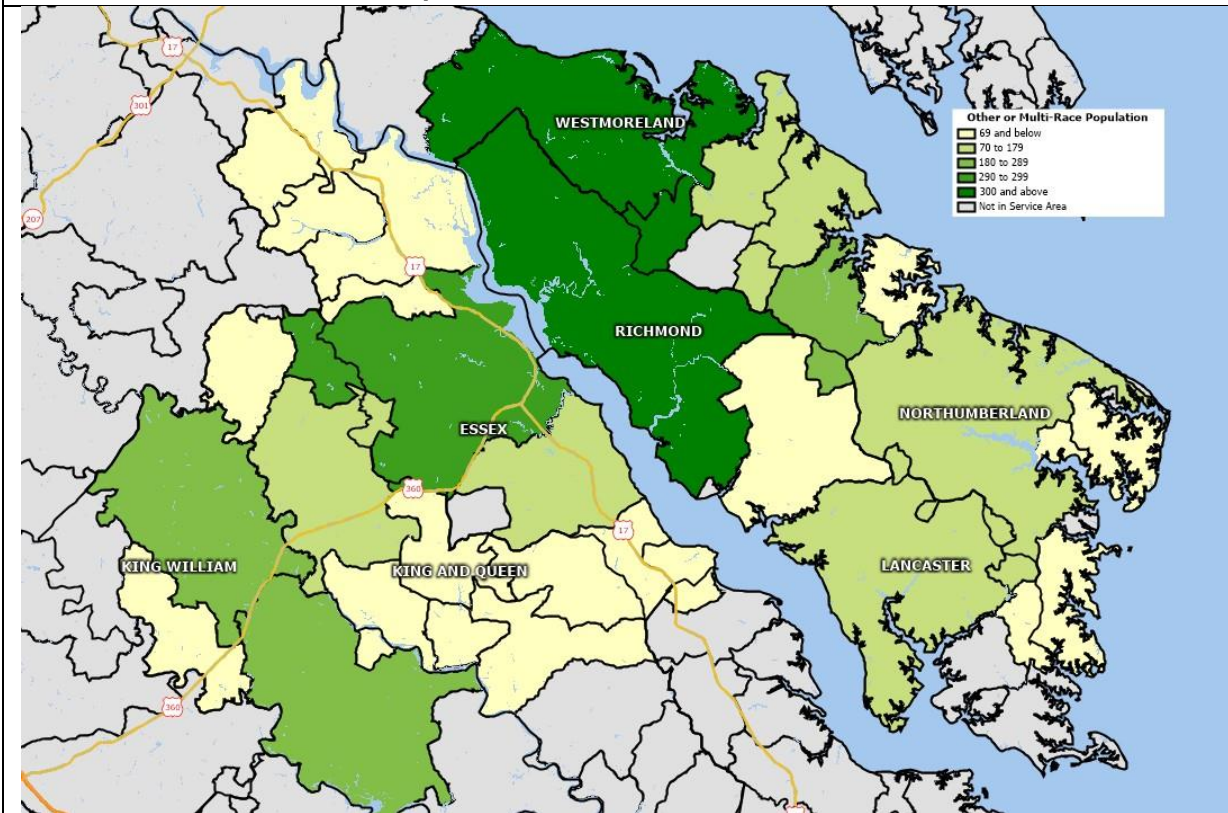 17
301
WESTMORELAND
Other or Multi-Race Population
69 and below
70 to 179
180 to 289
290 to 299
300 and above
Not in Service Area
207
17
RICHMOND
NORTHUMBERLAND
ESSEX
360
17
KING WILLIAM
KING AND QUEEN
LANCASTER
360